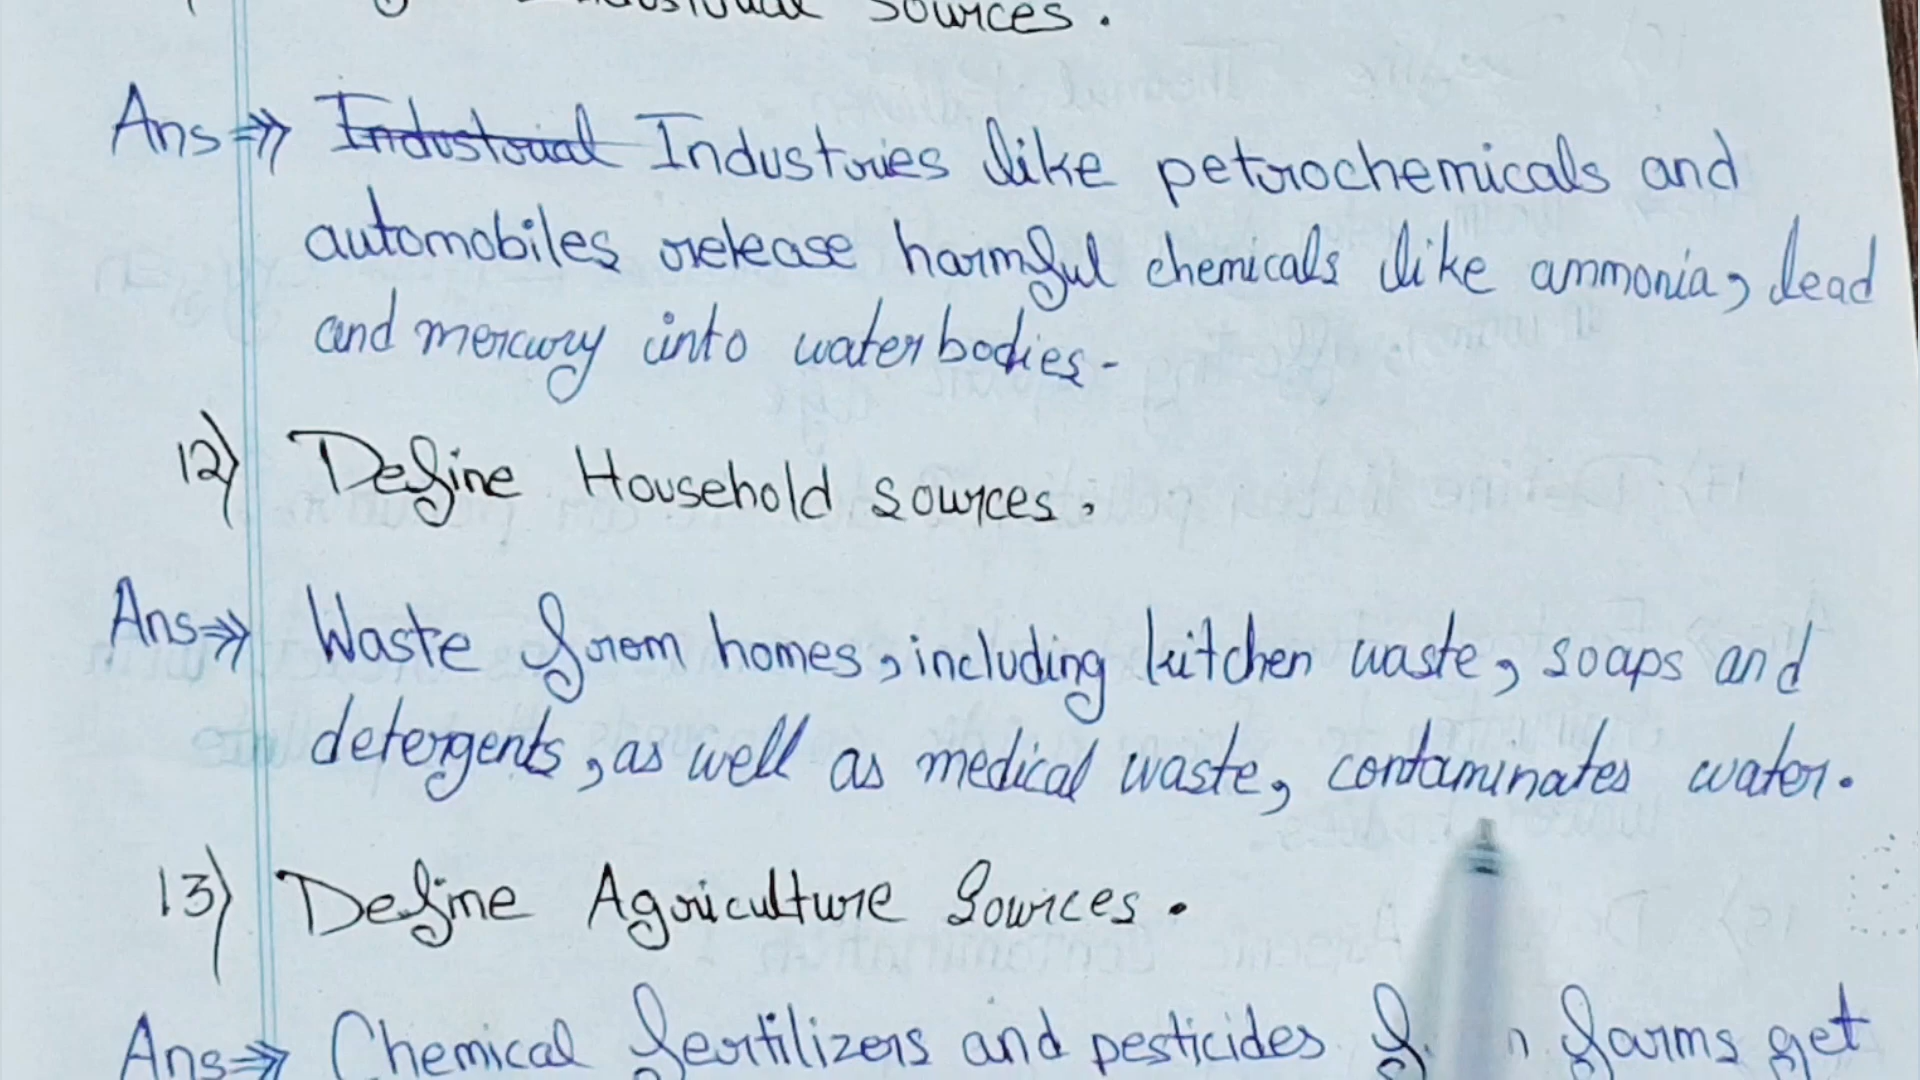 Sources.
Ans⇒ Industrial Industries like petrochemicals and
automobiles release harmful chemicals like ammonia, lead
and mercury into water bodies.
12) Define Household sources.
Ans⇒ Waste from homes, including kitchen waste, soaps and
detergents, as well as medical waste, contaminates water.
13) Define Agriculture Sources.
Ans⇒ Chemical fertilizers and pesticides farms get